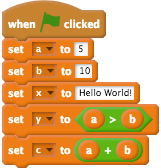 when clicked
set a to 5
set b to 10
set x to Hello World!
set y to a > b
set c to a + b